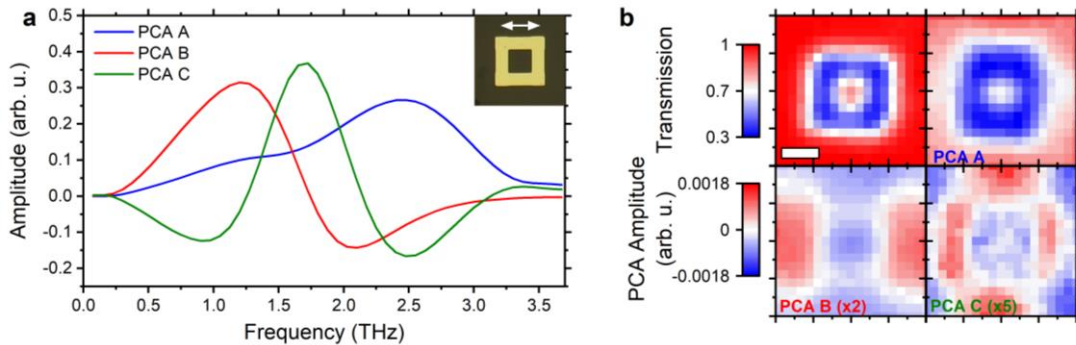 a
PCA A
PCA B
PCA C
Amplitude (arb. u.)
0.5
0.4
0.3
0.2
0.1
0.0
-0.1
-0.2
0.0 0.5 1.0 1.5 2.0 2.5 3.0 3.5
Frequency (THz)
b
Transmission
1
0.7
0.3
PCA A
PCA Amplitude
(arb. u.)
0.0018
0
-0.0018
PCA B (x2)
PCA C (x5)